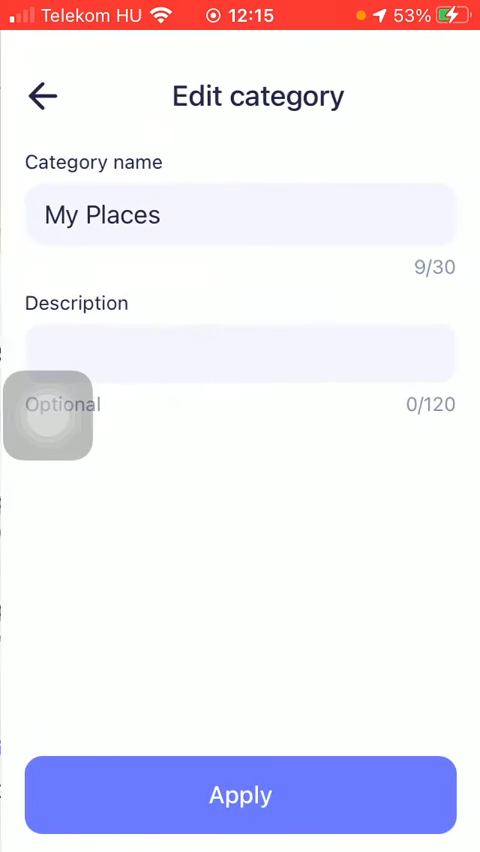 Telekom HU 12:15 53%
Edit category
Category name
My Places
9/30
Description
Optional 0/120
Apply